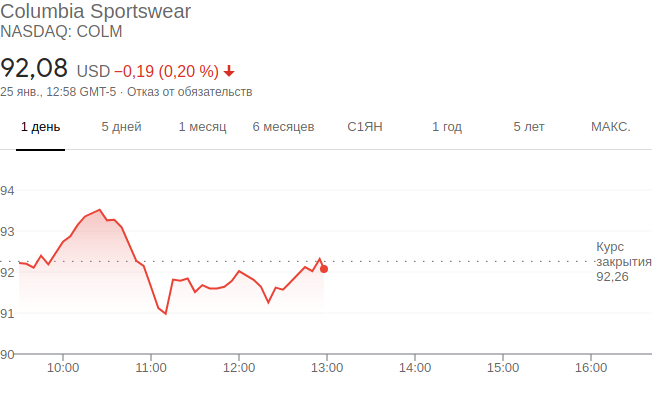 Columbia Sportswear
NASDAQ: COLM
92,08 USD −0,19 (0,20 %)
25 янв., 12:58 GMT-5 · Отказ от обязательств
1 день 5 дней 1 месяц 6 месяцев С1ЯН 1 год 5 лет МАКС.
94
93
Курс
закрытия
92,26
92
91
90
10:00 11:00 12:00 13:00 14:00 15:00 16:00